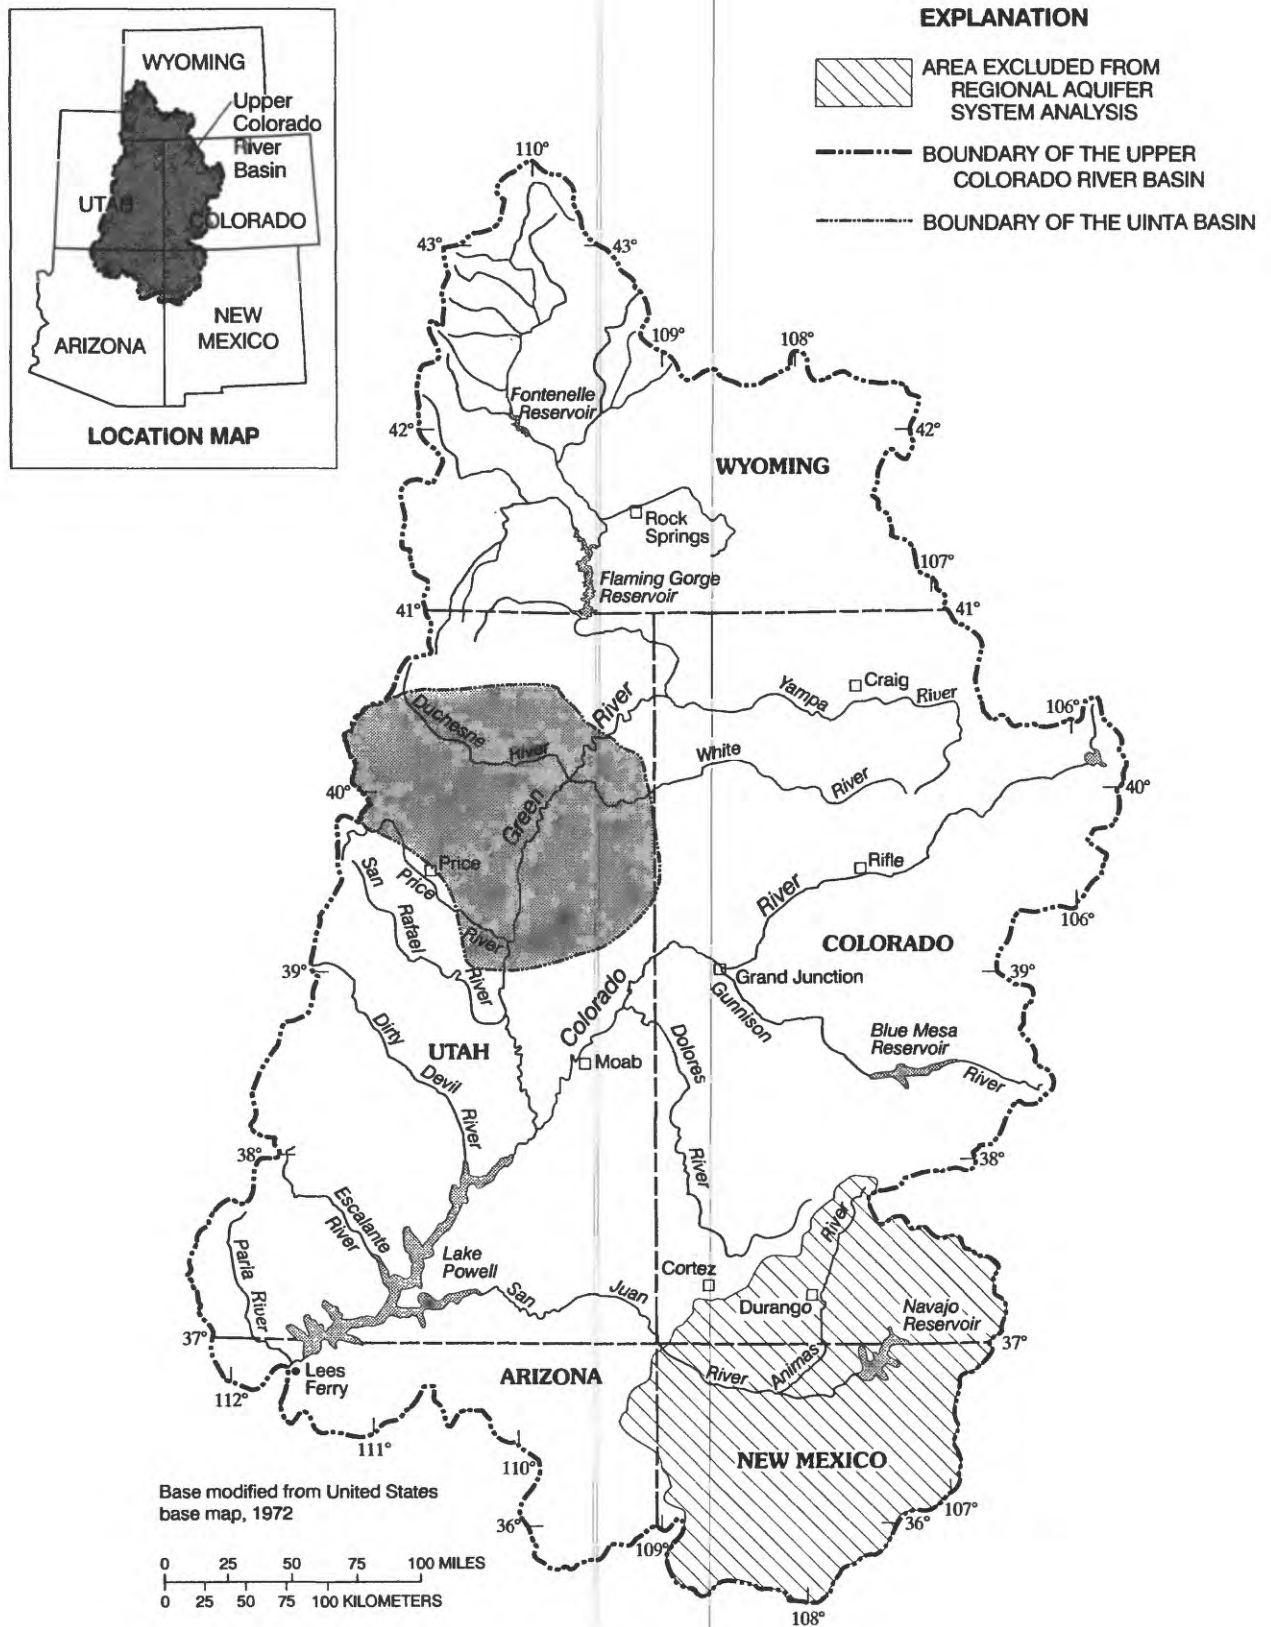 WYOMING
Upper
Colorado
River
Basin
UTAH
COLORADO
ARIZONA
NEW
MEXICO
LOCATION MAP
EXPLANATION
AREA EXCLUDED FROM
REGIONAL AQUIFER
SYSTEM ANALYSIS
BOUNDARY OF THE UPPER
COLORADO RIVER BASIN
BOUNDARY OF THE UINTA BASIN
110°
43°
43°
109°
108°
Fontenelle
Reservoir
42°
42°
WYOMING
Rock
Springs
107°
Flaming Gorge
Reservoir
41°
41°
Craig
Yampa
River
106°
Duchesne
River
Green
River
White
River
40°
40°
Price
Rifle
San
Rafael
River
Price
River
Colorado
River
106°
COLORADO
39°
39°
Grand Junction
Gunnison
River
Dirty
Devil
River
UTAH
Moab
Dolores
River
Blue Mesa
Reservoir
38°
38°
Escalante
River
Paria
River
Lake
Powell
San
Juan
River
Cortez
Durango
River
Animas
Navajo
Reservoir
37°
37°
Lees
Ferry
112°
ARIZONA
111°
110°
NEW MEXICO
107°
36°
36°
109°
108°
Base modified from United States
base map, 1972
0 25 50 75 100 MILES
0 25 50 75 100 KILOMETERS